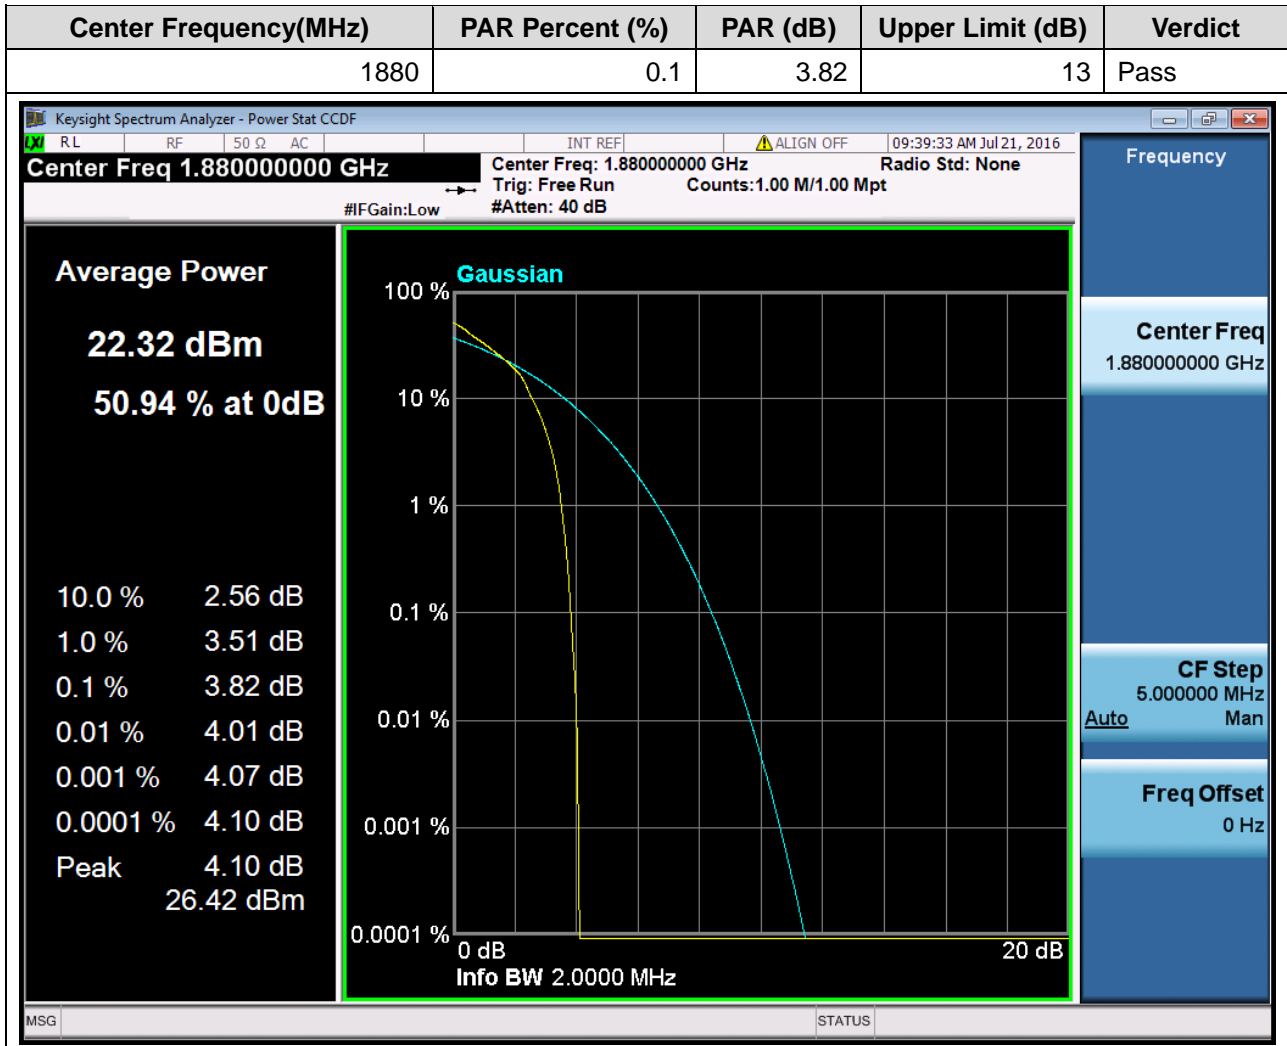 Center Frequency(MHz) PAR Percent (%) PAR (dB) Upper Limit (dB) Verdict
1880 0.1 3.82 13 Pass
Keysight Spectrum Analyzer - Power Stat CCDF
LXI RL RF 50 Ω AC INT REF ALIGN OFF 09:39:33 AM Jul 21, 2016
Center Freq 1.880000000 GHz
Center Freq: 1.880000000 GHz Radio Std: None
Trig: Free Run Counts:1.00 M/1.00 Mpt
#IFGain:Low #Atten: 40 dB
Average Power
22.32 dBm
50.94 % at 0dB
10.0 % 2.56 dB
1.0 % 3.51 dB
0.1 % 3.82 dB
0.01 % 4.01 dB
0.001 % 4.07 dB
0.0001 % 4.10 dB
Peak 4.10 dB
26.42 dBm
Gaussian
100 %
10 %
1 %
0.1 %
0.01 %
0.001 %
0.0001 %
0 dB 20 dB
Info BW 2.0000 MHz
Frequency
Center Freq
1.880000000 GHz
CF Step
5.000000 MHz
Auto Man
Freq Offset
0 Hz
MSG STATUS